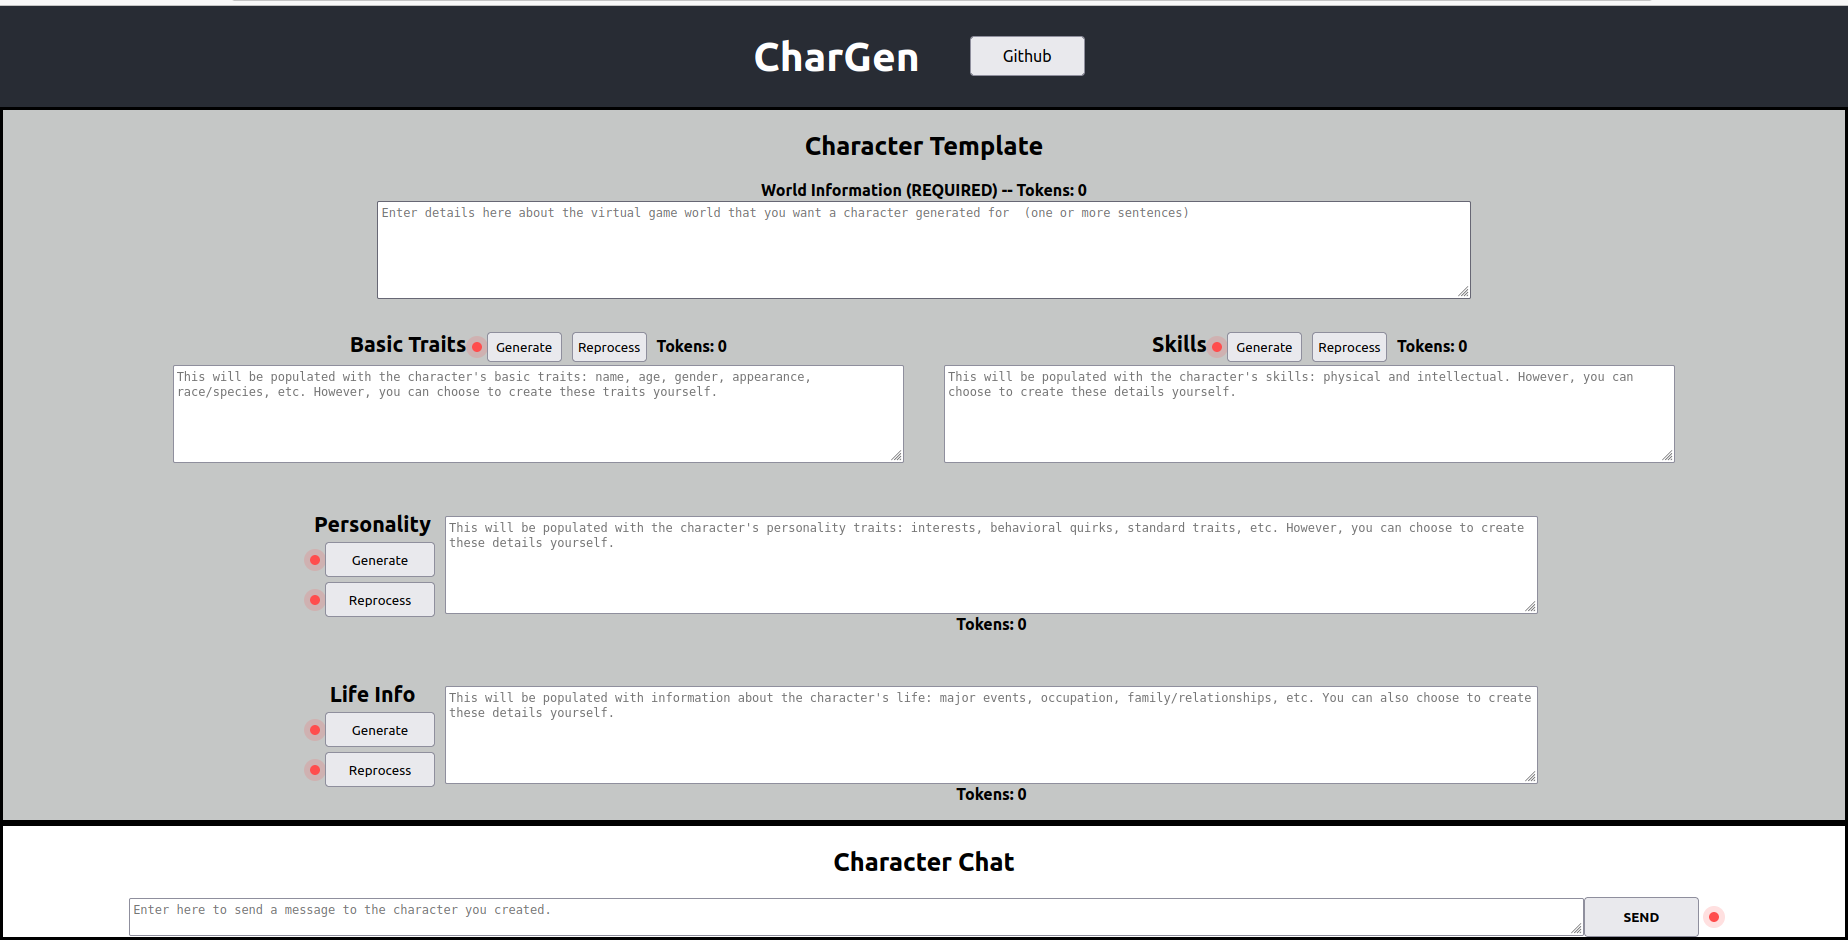 CharGen
Github
Character Template
World Information (REQUIRED) -- Tokens: 0
Enter details here about the virtual game world that you want a character generated for  (one or more sentences)
Basic Traits
Generate
Reprocess
Tokens: 0
This will be populated with the character's basic traits: name, age, gender, appearance,
race/species, etc. However, you can choose to create these traits yourself.
Skills
Generate
Reprocess
Tokens: 0
This will be populated with the character's skills: physical and intellectual. However, you can
choose to create these details yourself.
Personality
Generate
Reprocess
This will be populated with the character's personality traits: interests, behavioral quirks, standard traits, etc. However, you can choose to create
these details yourself.
Tokens: 0
Life Info
Generate
Reprocess
This will be populated with information about the character's life: major events, occupation, family/relationships, etc. You can also choose to create
these details yourself.
Tokens: 0
Character Chat
Enter here to send a message to the character you created.
SEND